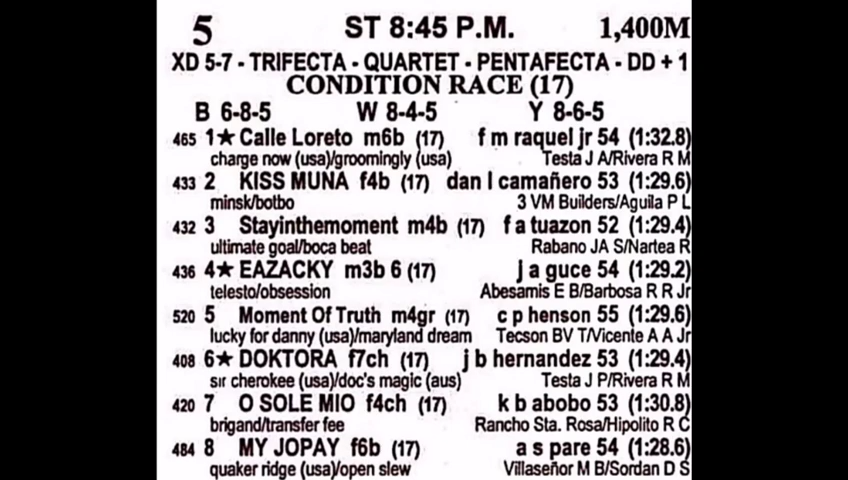 5 ST 8:45 P.M. 1,400M
XD 5-7 - TRIFECTA - QUARTET - PENTAFECTA - DD + 1
CONDITION RACE (17)
B 6-8-5 W 8-4-5 Y 8-6-5
465 1★ Calle Loreto m6b (17) f m raquel jr 54 (1:32.8)
charge now (usa)/groomingly (usa) Testa J A/Rivera R M
433 2 KISS MUNA f4b (17) dan l camañero 53 (1:29.6)
minsk/botbo 3 VM Builders/Aguila P L
432 3 Stayinthemoment m4b (17) f a tuazon 52 (1:29.4)
ultimate goal/boca beat Rabano JA S/Nartea R
436 4★ EAZACKY m3b 6 (17) j a guce 54 (1:29.2)
telesto/obsession Abesamis E B/Barbosa R R Jr
520 5 Moment Of Truth m4gr (17) c p henson 55 (1:29.6)
lucky for danny (usa)/maryland dream Tecson BV T/Vicente A A Jr
408 6★ DOKTORA f7ch (17) j b hernandez 53 (1:29.4)
sir cherokee (usa)/doc's magic (aus) Testa J P/Rivera R M
420 7 O SOLE MIO f4ch (17) k b abobo 53 (1:30.8)
brigand/transfer fee Rancho Sta. Rosa/Hipolito R C
484 8 MY JOPAY f6b (17) a s pare 54 (1:28.6)
quaker ridge (usa)/open slew Villaseñor M B/Sordan D S